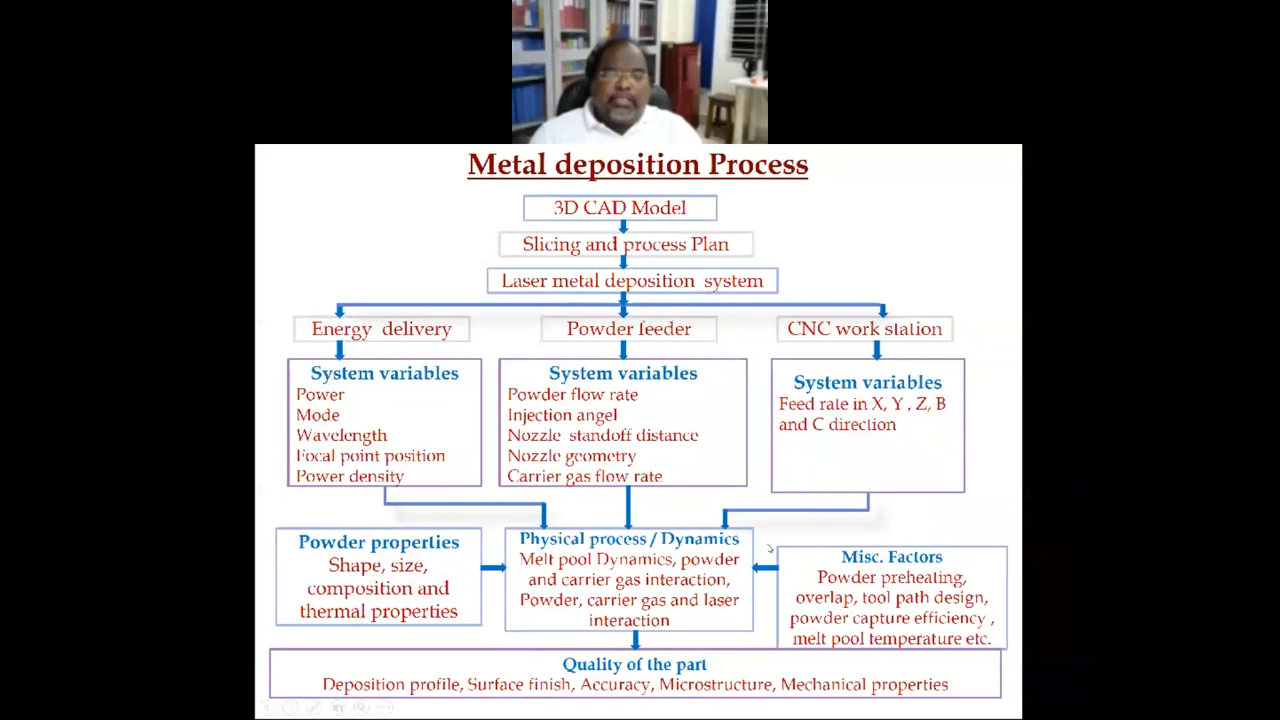 Metal deposition Process
3D CAD Model
Slicing and process Plan
Laser metal deposition system
Energy delivery
Powder feeder
CNC work station
System variables
Power
Mode
Wavelength
Focal point position
Power density
System variables
Powder flow rate
Injection angel
Nozzle standoff distance
Nozzle geometry
Carrier gas flow rate
System variables
Feed rate in X, Y , Z, B
and C direction
Powder properties
Shape, size,
composition and
thermal properties
Physical process / Dynamics
Melt pool Dynamics, powder
and carrier gas interaction,
Powder, carrier gas and laser
interaction
Misc. Factors
Powder preheating,
overlap, tool path design,
powder capture efficiency ,
melt pool temperature etc.
Quality of the part
Deposition profile, Surface finish, Accuracy, Microstructure, Mechanical properties